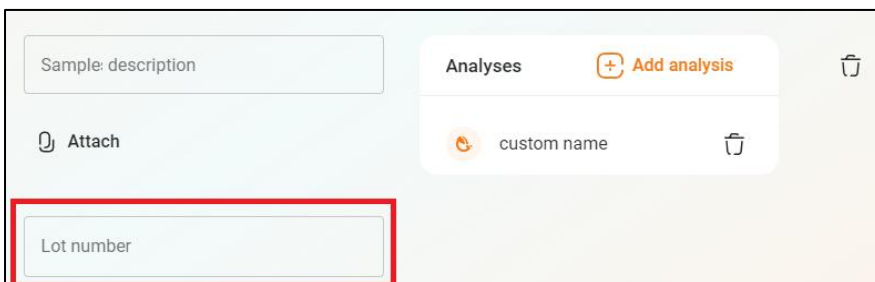 Sample description
Analyses
Add analysis
Attach
custom name
Lot number